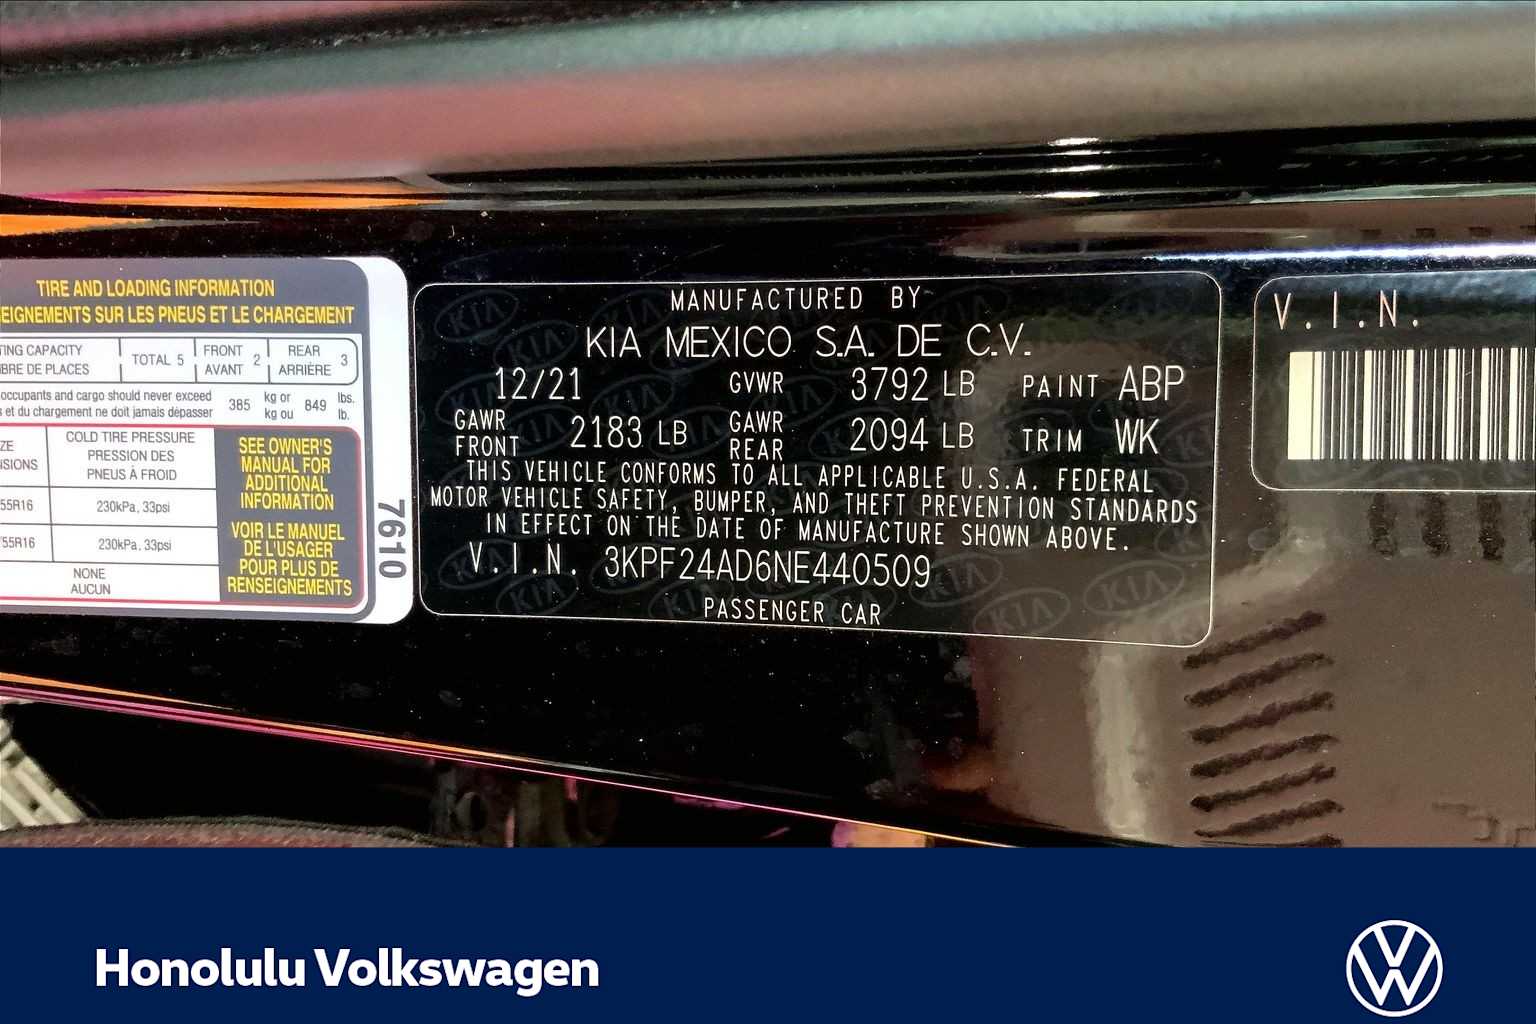 TIRE AND LOADING INFORMATION
EIGNEMENTS SUR LES PNEUS ET LE CHARGEMENT
TING CAPACITY
BRE DE PLACES
TOTAL 5
FRONT
AVANT
2
REAR
ARRIÈRE
3
occupants and cargo should never exceed
s et du chargement ne doit jamais dépasser
385
kg or
kg ou
849
lbs.
lb.
ZE
NSIONS
COLD TIRE PRESSURE
PRESSION DES
PNEUS À FROID
55R16
230kPa, 33psi
55R16
230kPa, 33psi
NONE
AUCUN
SEE OWNER'S
MANUAL FOR
ADDITIONAL
INFORMATION
VOIR LE MANUEL
DE L'USAGER
POUR PLUS DE
RENSEIGNEMENTS
7610
MANUFACTURED BY
KIA MEXICO S.A. DE C.V.
12/21 GVWR 3792 LB PAINT ABP
GAWR
FRONT
2183 LB
GAWR
REAR
2094 LB
TRIM WK
THIS VEHICLE CONFORMS TO ALL APPLICABLE U.S.A. FEDERAL
MOTOR VEHICLE SAFETY, BUMPER, AND THEFT PREVENTION STANDARDS
IN EFFECT ON THE DATE OF MANUFACTURE SHOWN ABOVE.
V.I.N. 3KPF24AD6NE440509
PASSENGER CAR
V.I.N.
Honolulu Volkswagen